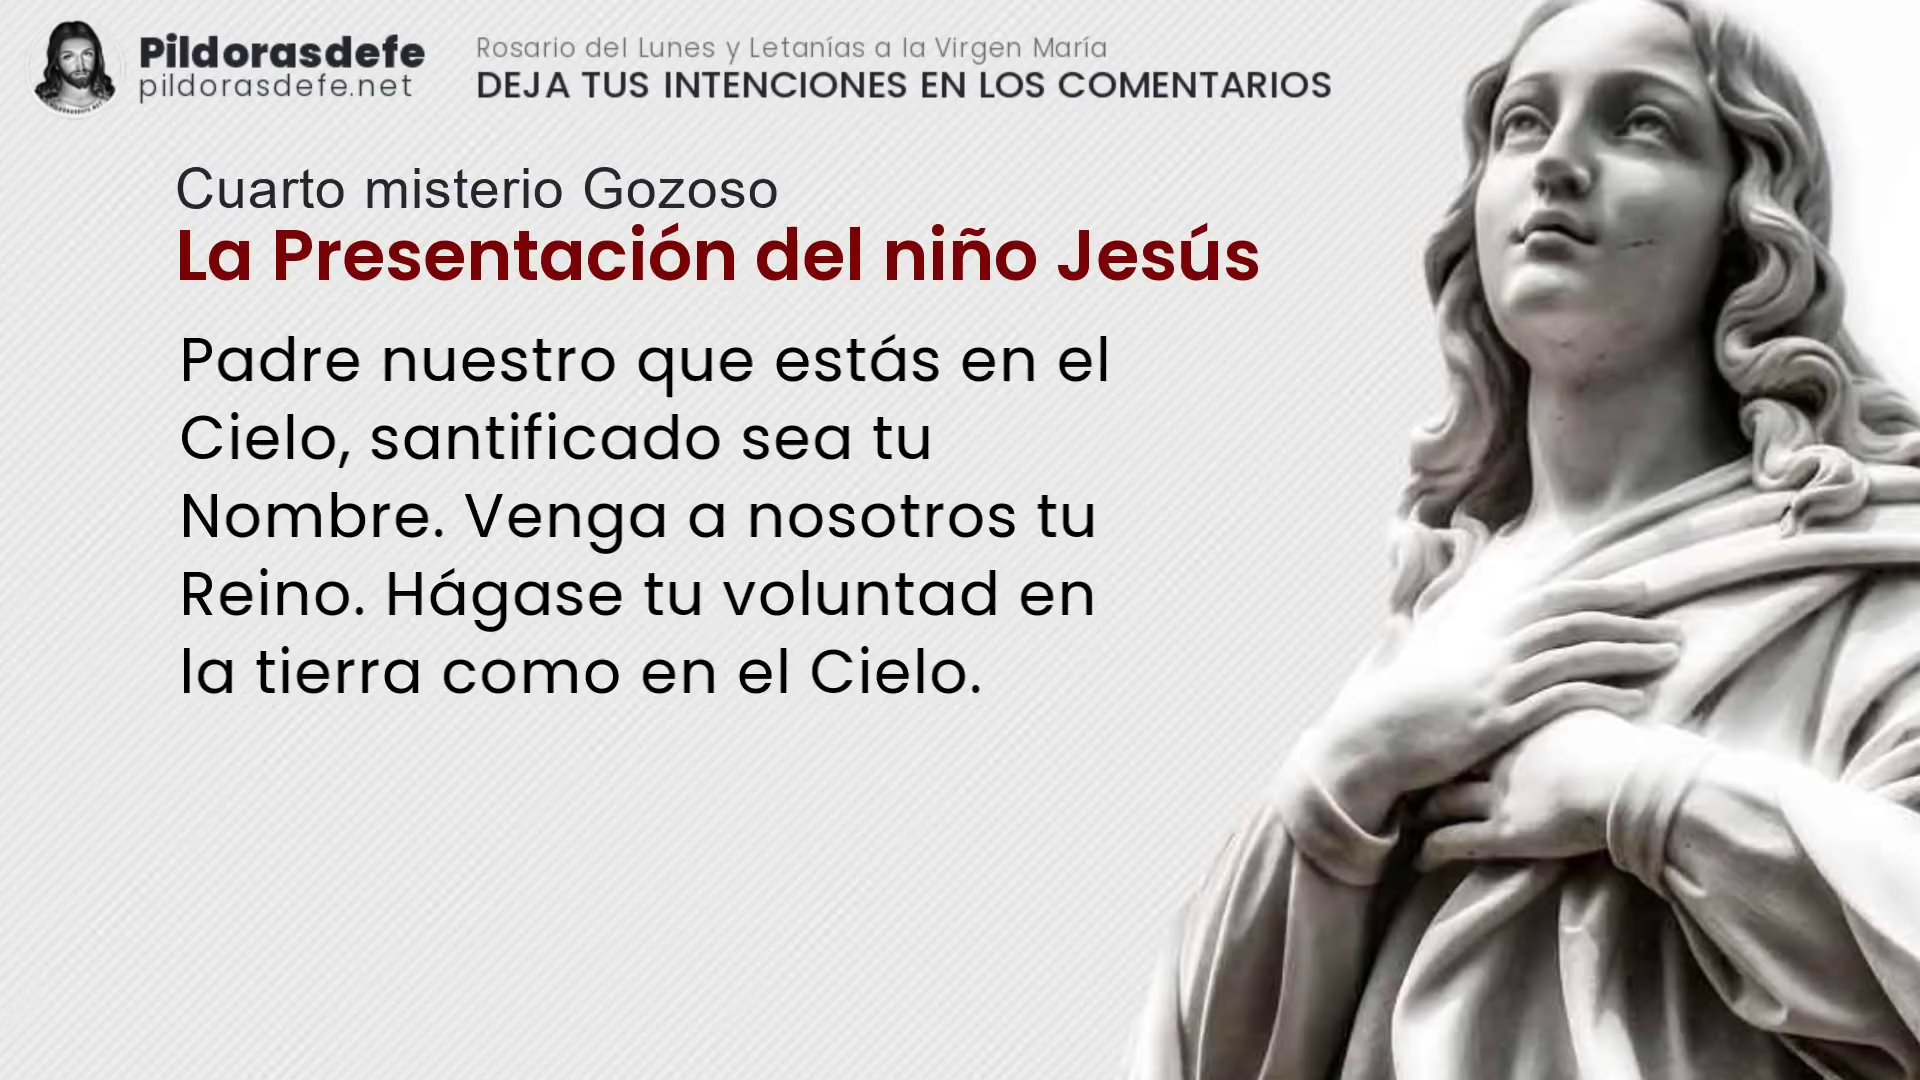 Pildorasdefe
pildorasdefe.net
Rosario del Lunes y Letanías a la Virgen María
DEJA TUS INTENCIONES EN LOS COMENTARIOS
Cuarto misterio Gozoso
La Presentación del niño Jesús
Padre nuestro que estás en el
Cielo, santificado sea tu
Nombre. Venga a nosotros tu
Reino. Hágase tu voluntad en
la tierra como en el Cielo.